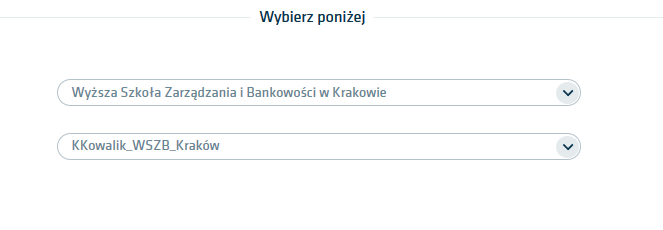 Wybierz poniżej
Wyższa Szkoła Zarządzania i Bankowości w Krakowie
KKowalik_WSZB_Kraków